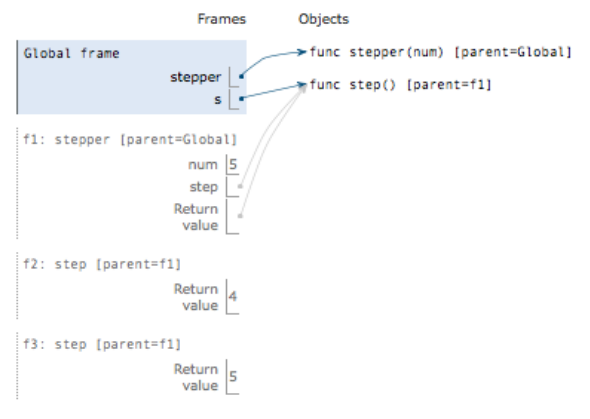 Frames Objects
Global frame
func stepper(num) [parent=Global]
stepper
func step() [parent=f1]
s
f1: stepper [parent=Global]
num 5
step
Return
value
f2: step [parent=f1]
Return
value 4
f3: step [parent=f1]
Return
value 5